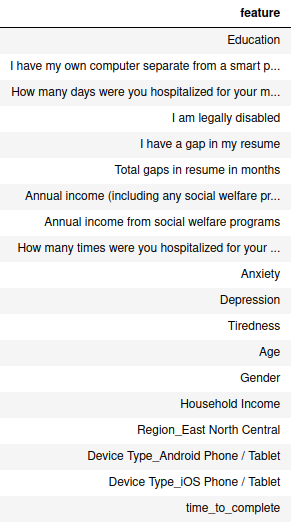 feature
Education
I have my own computer separate from a smart p...
How many days were you hospitalized for your m...
I am legally disabled
I have a gap in my resume
Total gaps in resume in months
Annual income (including any social welfare pr...
Annual income from social welfare programs
How many times were you hospitalized for your ...
Anxiety
Depression
Tiredness
Age
Gender
Household Income
Region_East North Central
Device Type_Android Phone / Tablet
Device Type_iOS Phone / Tablet
time_to_complete